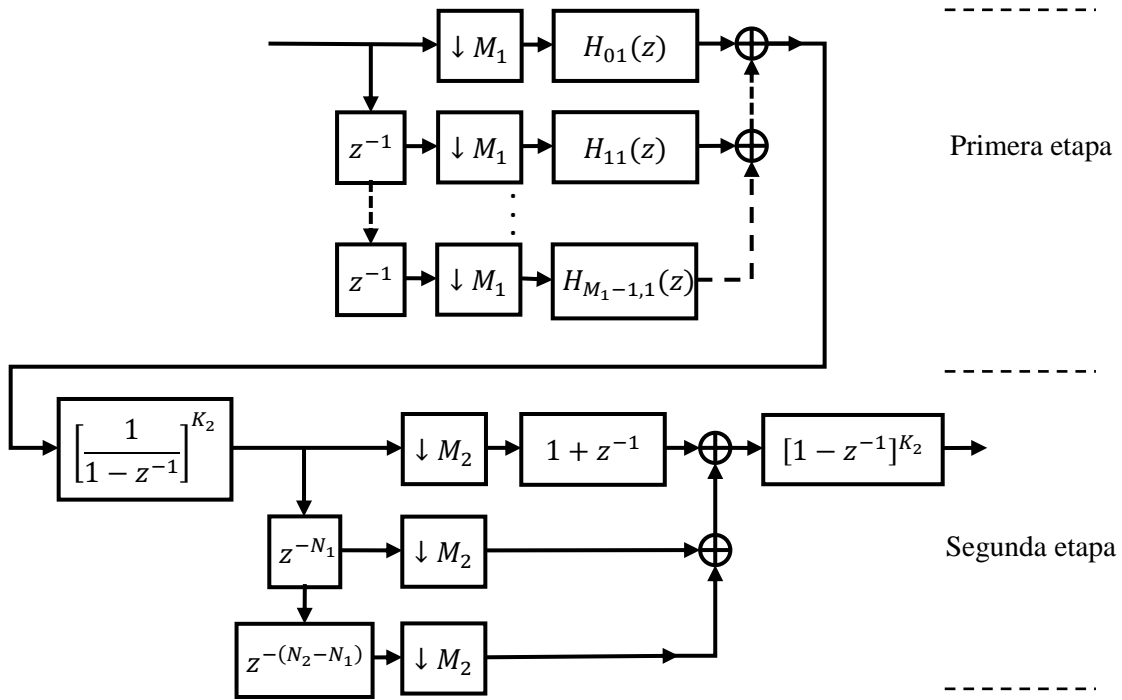 ↓ M₁ H₀₁(z)
z⁻¹ ↓ M₁ H₁₁(z) Primera etapa
z⁻¹ ↓ M₁ H_{M₁−1,1}(z)
[1/(1 − z⁻¹)]^{K₂} ↓ M₂ 1 + z⁻¹ [1 − z⁻¹]^{K₂}
z^{−N₁} ↓ M₂ Segunda etapa
z^{−(N₂−N₁)} ↓ M₂